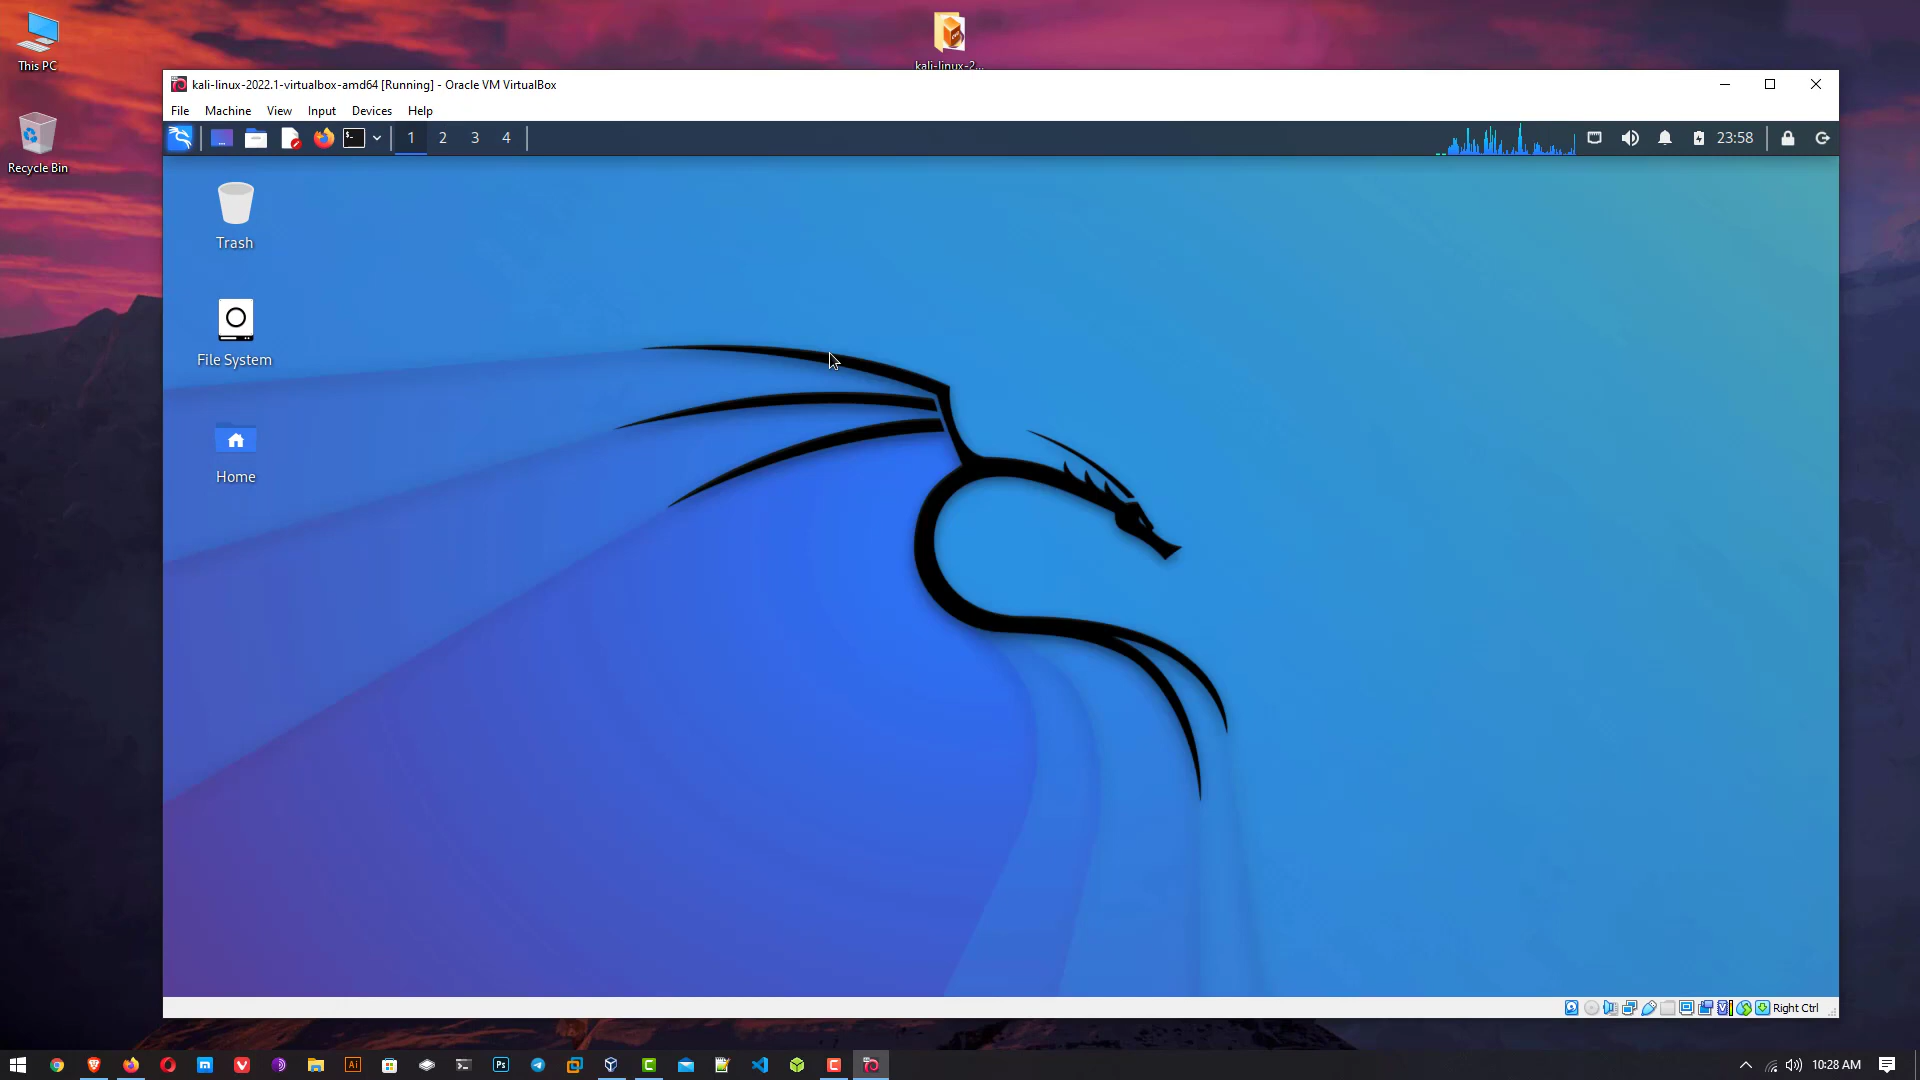 This PC
kali-linux-2...
Recycle Bin
kali-linux-2022.1-virtualbox-amd64 [Running] - Oracle VM VirtualBox
File Machine View Input Devices Help
1 2 3 4
23:58
Trash
File System
Home
Right Ctrl
Ai
Ps
10:28 AM